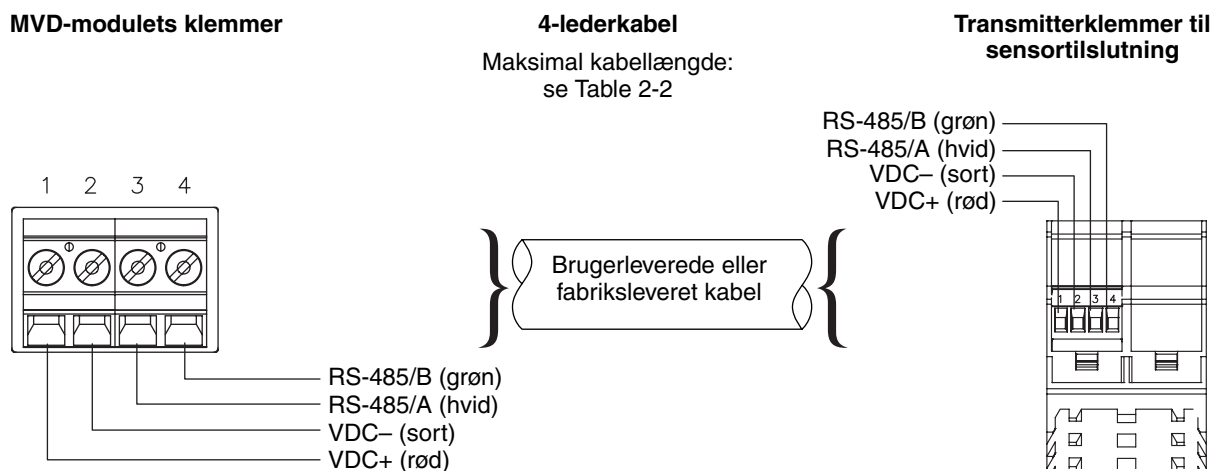 MVD-modulets klemmer
4-lederkabel
Maksimal kabellængde:
se Table 2-2
Transmitterklemmer til
sensortilslutning
RS-485/B (grøn)
RS-485/A (hvid)
VDC– (sort)
VDC+ (rød)
1 2 3 4
Brugerleverede eller
fabriksleveret kabel
1 2 3 4
RS-485/B (grøn)
RS-485/A (hvid)
VDC– (sort)
VDC+ (rød)